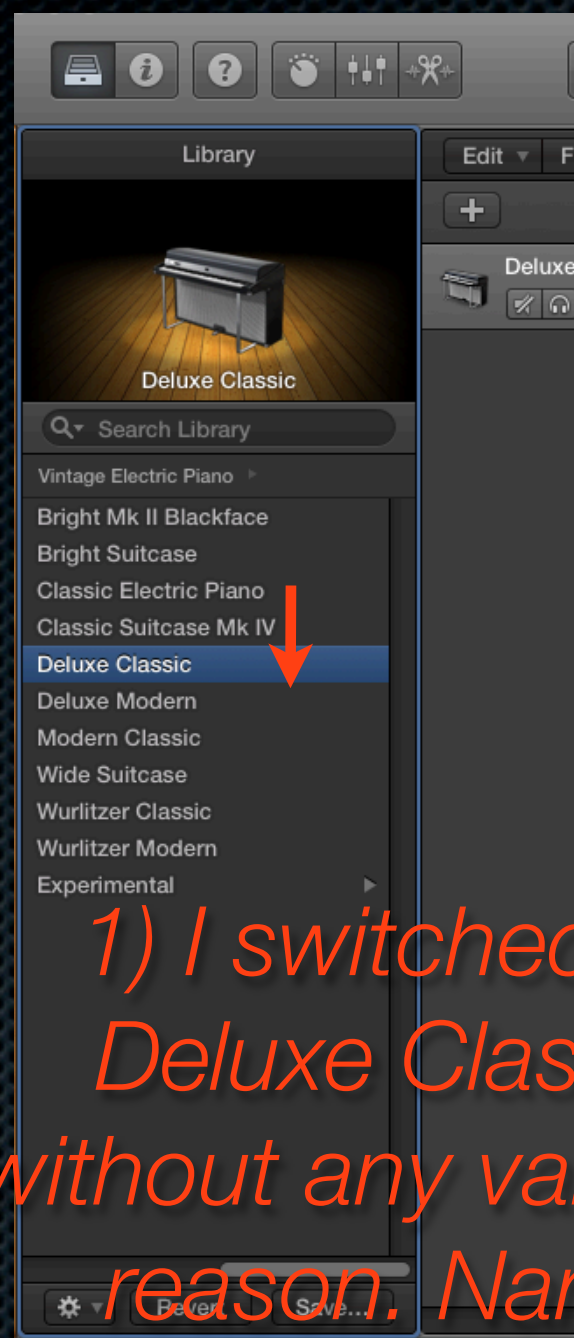 Library
Edit
Deluxe Classic
Deluxe
Search Library
Vintage Electric Piano
Bright Mk II Blackface
Bright Suitcase
Classic Electric Piano
Classic Suitcase Mk IV
Deluxe Classic
Deluxe Modern
Modern Classic
Wide Suitcase
Wurlitzer Classic
Wurlitzer Modern
Experimental
1) I switched
Deluxe Clas
without any
reason.
Save...